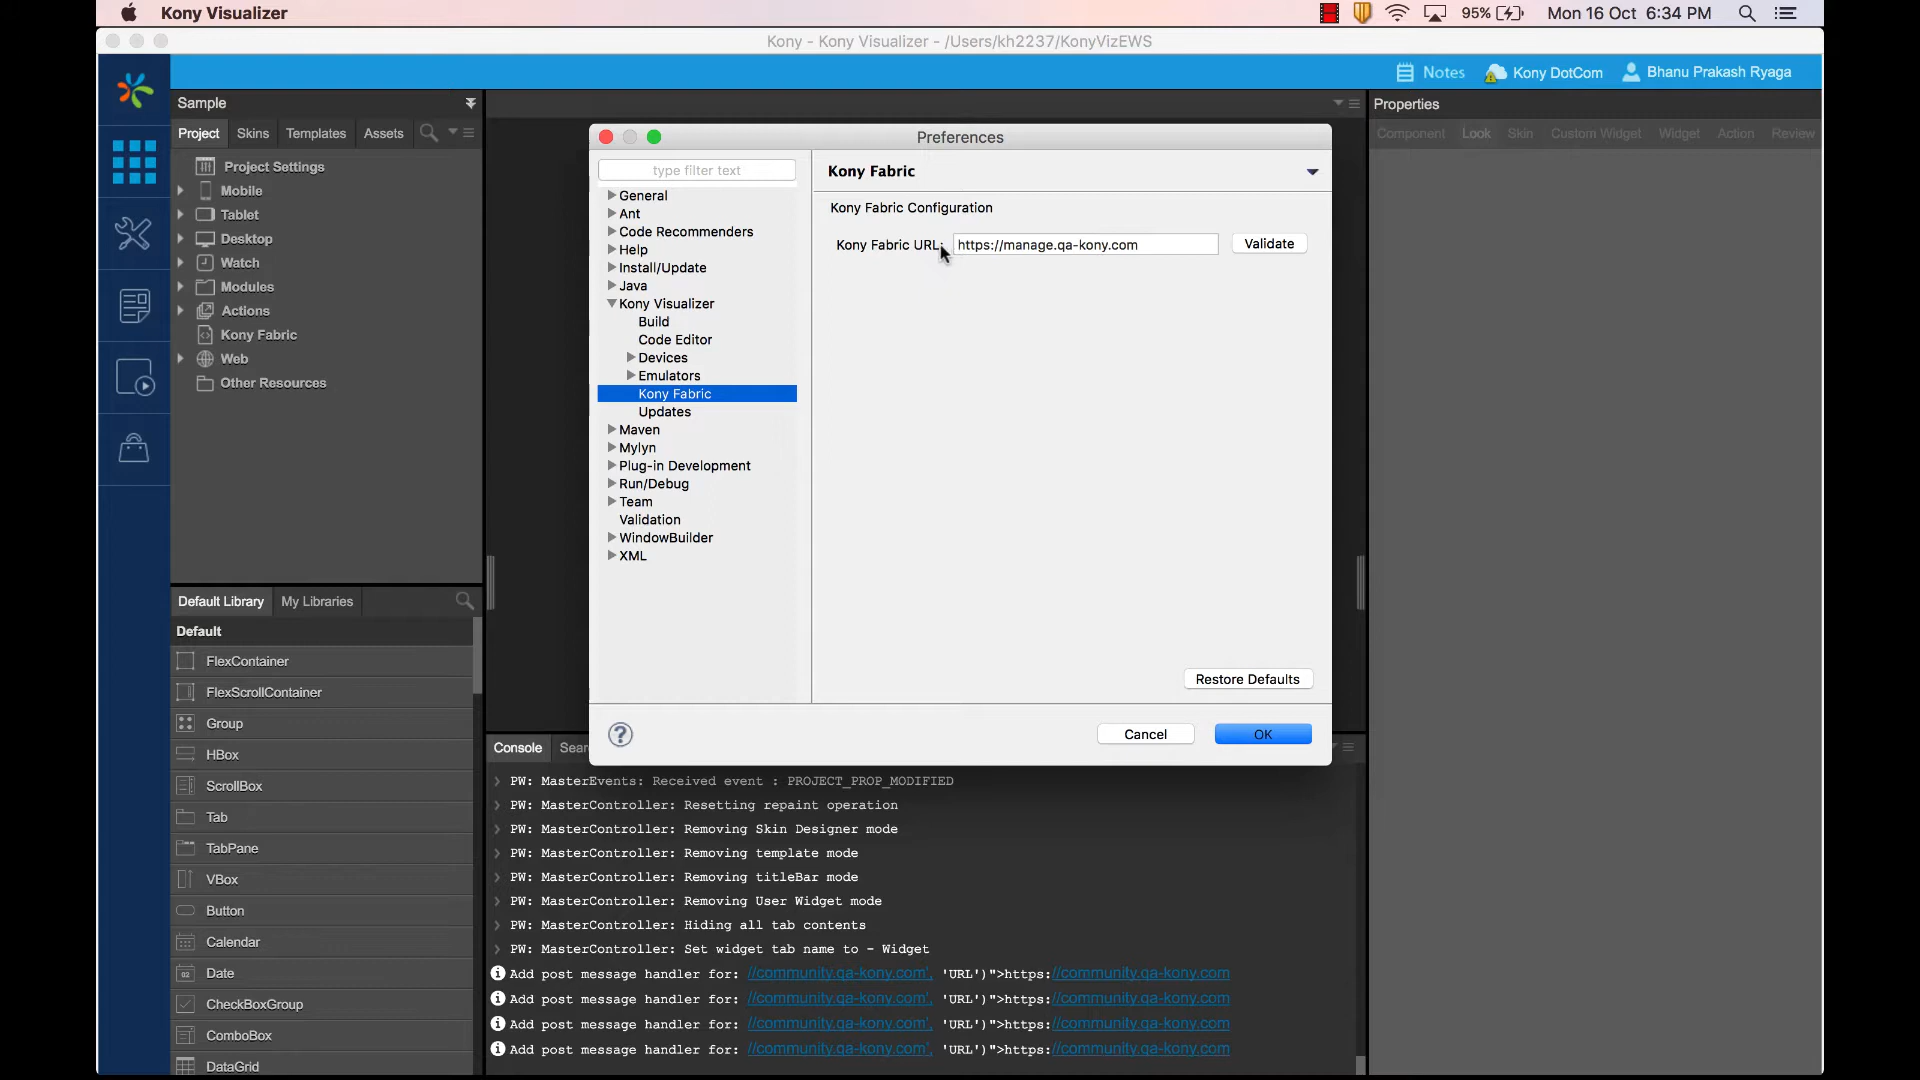 Kony Visualizer
95%
Mon 16 Oct 6:34 PM
Kony - Kony Visualizer - /Users/kh2237/KonyVizEWS
Notes
Kony DotCom
Bhanu Prakash Ryaga
Sample
Project
Skins
Templates
Assets
Project Settings
Mobile
Tablet
Desktop
Watch
Modules
Actions
Kony Fabric
Web
Other Resources
Default Library
My Libraries
Default
FlexContainer
FlexScrollContainer
Group
HBox
ScrollBox
Tab
TabPane
VBox
Button
Calendar
Date
CheckBoxGroup
ComboBox
DataGrid
Preferences
type filter text
General
Ant
Code Recommenders
Help
Install/Update
Java
Kony Visualizer
Build
Code Editor
Devices
Emulators
Kony Fabric
Updates
Maven
Mylyn
Plug-in Development
Run/Debug
Team
Validation
WindowBuilder
XML
Kony Fabric
Kony Fabric Configuration
Kony Fabric URL:
https://manage.qa-kony.com
Validate
Restore Defaults
?
Cancel
OK
Console
Sear
PW: MasterEvents: Received event : PROJECT_PROP_MODIFIED
PW: MasterController: Resetting repaint operation
PW: MasterController: Removing Skin Designer mode
PW: MasterController: Removing template mode
PW: MasterController: Removing titleBar mode
PW: MasterController: Removing User Widget mode
PW: MasterController: Hiding all tab contents
PW: MasterController: Set widget tab name to - Widget
Add post message handler for: //community.qa-kony.com', 'URL')">https://community.qa-kony.com
Add post message handler for: //community.qa-kony.com', 'URL')">https://community.qa-kony.com
Add post message handler for: //community.qa-kony.com', 'URL')">https://community.qa-kony.com
Add post message handler for: //community.qa-kony.com', 'URL')">https://community.qa-kony.com
Properties
Component
Look
Skin
Custom Widget
Widget
Action
Review